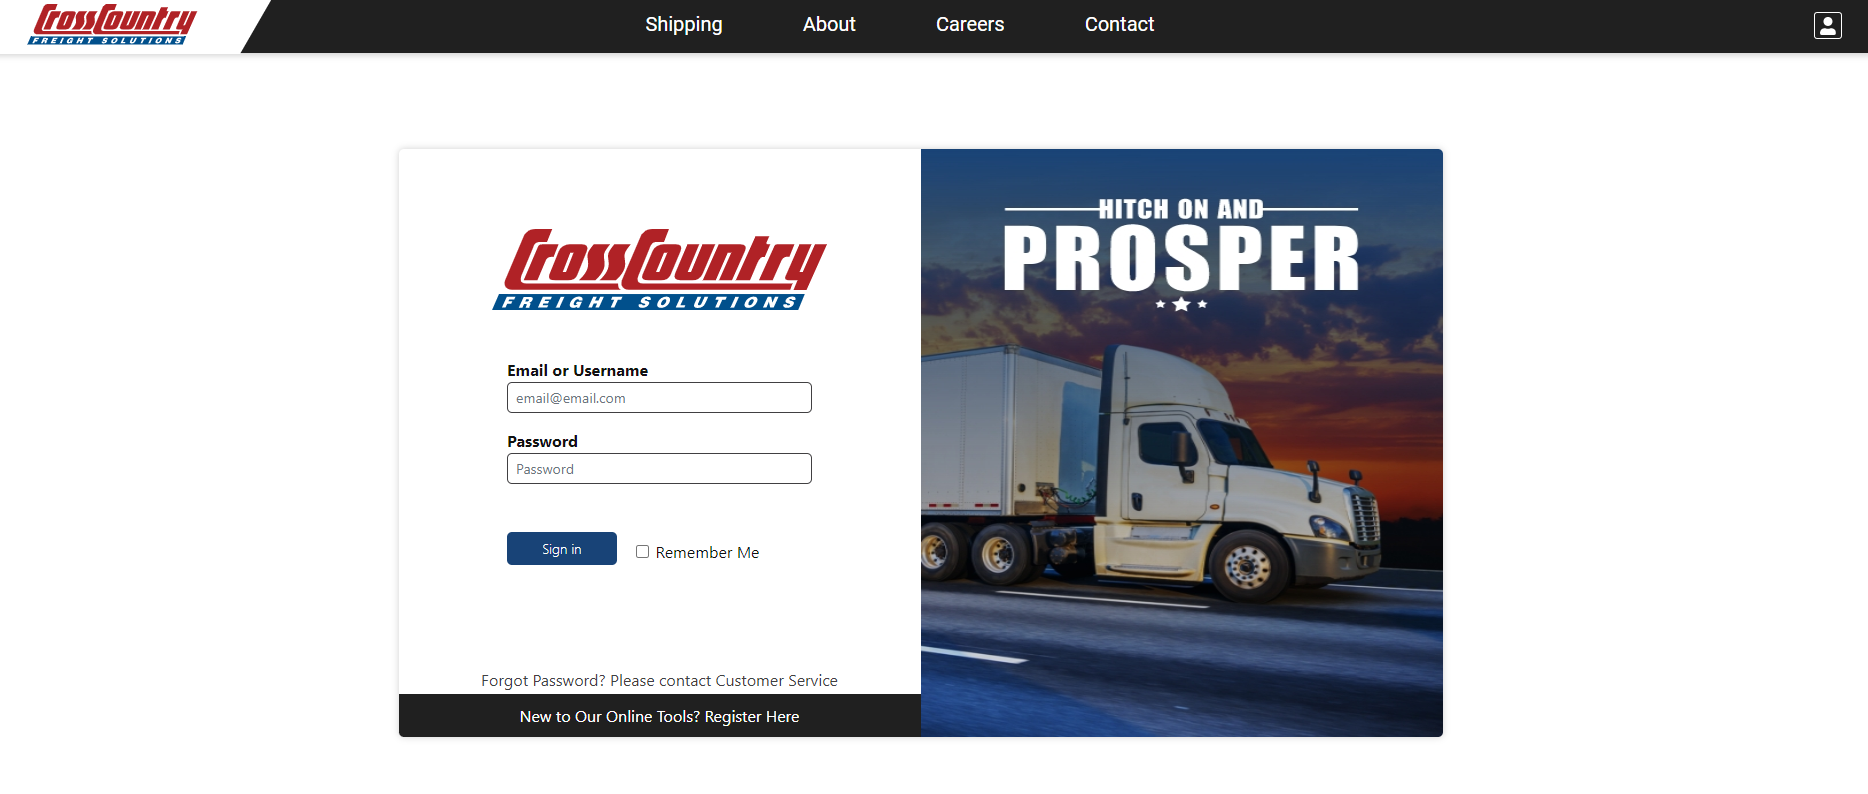 CrossCountry
FREIGHT SOLUTIONS
Shipping
About
Careers
Contact
CrossCountry
FREIGHT SOLUTIONS
Email or Username
email@email.com
Password
Password
Sign in
Remember Me
Forgot Password? Please contact Customer Service
New to Our Online Tools? Register Here
HITCH ON AND
PROSPER